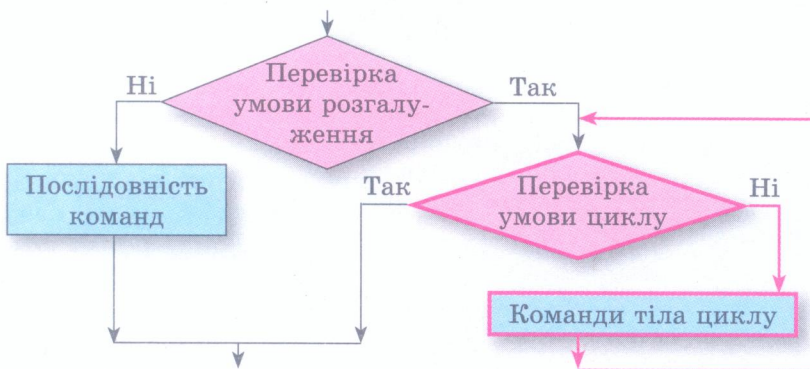 Перевірка
умови розгалу-
ження
Ні
Так
Послідовність
команд
Так
Перевірка
умови циклу
Ні
Команди тіла циклу